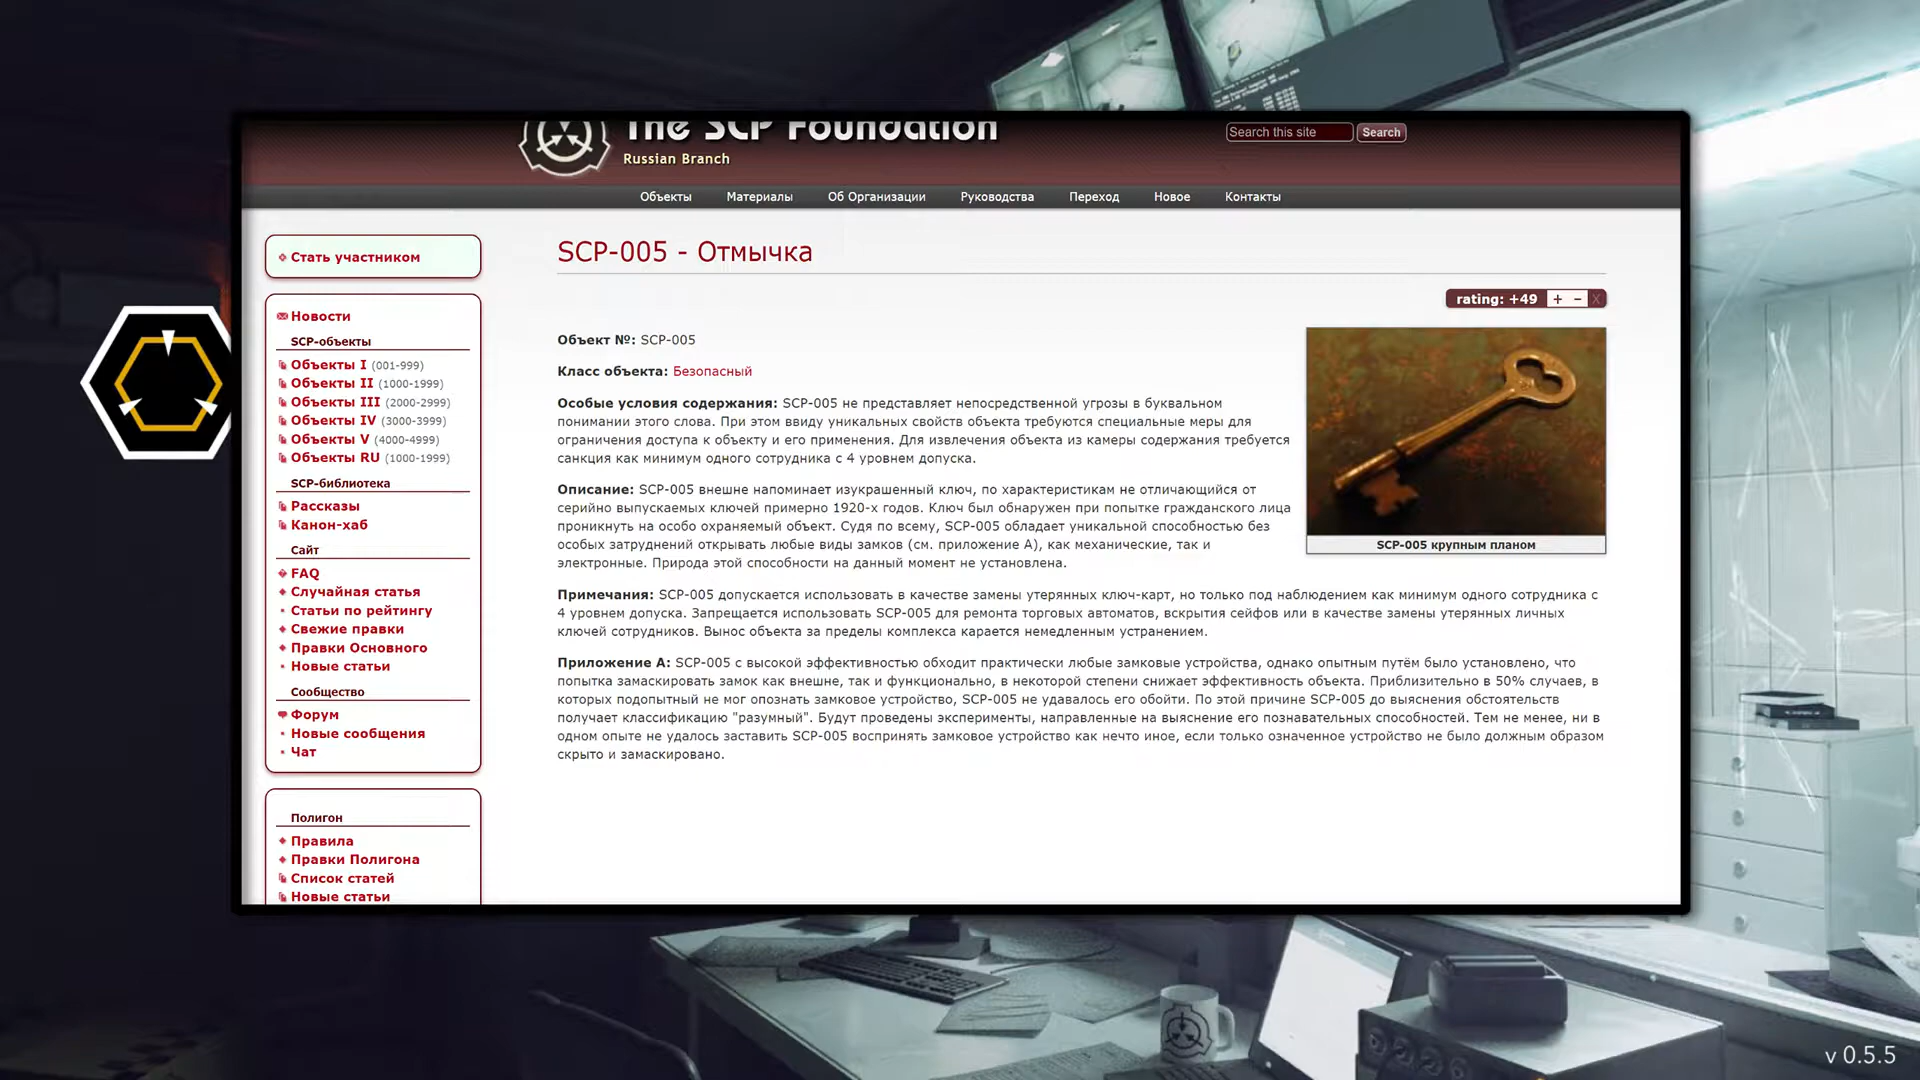 The SCP Foundation
Russian Branch
Search this site
Search
Объекты Материалы Об Организации Руководства Переход Новое Контакты
Стать участником
Новости
SCP-объекты
Объекты I (001-999)
Объекты II (1000-1999)
Объекты III (2000-2999)
Объекты IV (3000-3999)
Объекты V (4000-4999)
Объекты RU (1000-1999)
SCP-библиотека
Рассказы
Канон-хаб
Сайт
FAQ
Случайная статья
Статьи по рейтингу
Свежие правки
Правки Основного
Новые статьи
Сообщество
Форум
Новые сообщения
Чат
Полигон
Правила
Правки Полигона
Список статей
Новые статьи
SCP-005 - Отмычка
rating: +49 + − X
Объект №: SCP-005
Класс объекта: Безопасный
Особые условия содержания: SCP-005 не представляет непосредственной угрозы в буквальном
понимании этого слова. При этом ввиду уникальных свойств объекта требуются специальные меры для
ограничения доступа к объекту и его применения. Для извлечения объекта из камеры содержания требуется
санкция как минимум одного сотрудника с 4 уровнем допуска.
Описание: SCP-005 внешне напоминает изукрашенный ключ, по характеристикам не отличающийся от
серийно выпускаемых ключей примерно 1920-х годов. Ключ был обнаружен при попытке гражданского лица
проникнуть на особо охраняемый объект. Судя по всему, SCP-005 обладает уникальной способностью без
особых затруднений открывать любые виды замков (см. приложение А), как механические, так и
электронные. Природа этой способности на данный момент не установлена.
SCP-005 крупным планом
Примечания: SCP-005 допускается использовать в качестве замены утерянных ключ-карт, но только под наблюдением как минимум одного сотрудника с
4 уровнем допуска. Запрещается использовать SCP-005 для ремонта торговых автоматов, вскрытия сейфов или в качестве замены утерянных личных
ключей сотрудников. Вынос объекта за пределы комплекса карается немедленным устранением.
Приложение А: SCP-005 с высокой эффективностью обходит практически любые замковые устройства, однако опытным путём было установлено, что
попытка замаскировать замок как внешне, так и функционально, в некоторой степени снижает эффективность объекта. Приблизительно в 50% случаев, в
которых подопытный не мог опознать замковое устройство, SCP-005 не удавалось его обойти. По этой причине SCP-005 до выяснения обстоятельств
получает классификацию "разумный". Будут проведены эксперименты, направленные на выяснение его познавательных способностей. Тем не менее, ни в
одном опыте не удалось заставить SCP-005 воспринять замковое устройство как нечто иное, если только означенное устройство не было должным образом
скрыто и замаскировано.
v 0.5.5